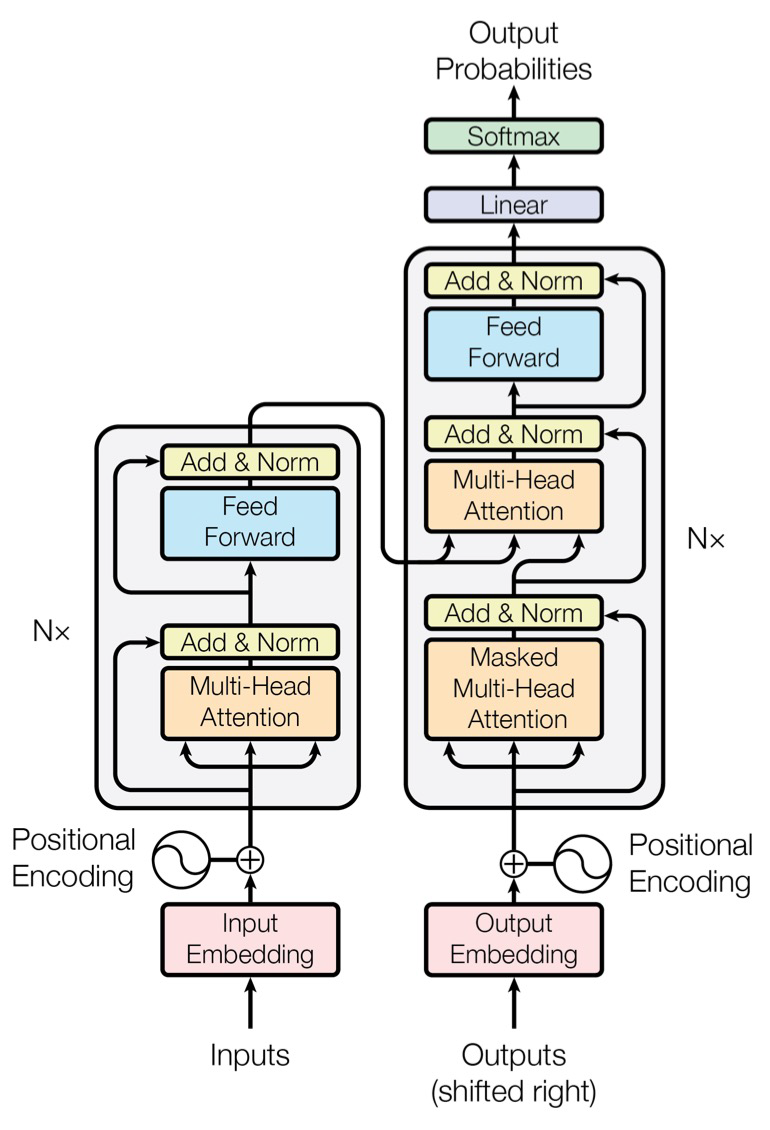 Output
Probabilities
Softmax
Linear
Add & Norm
Feed
Forward
Add & Norm
Multi-Head
Attention
Add & Norm
Masked
Multi-Head
Attention
Nx
Positional
Encoding
Output
Embedding
Outputs
(shifted right)
Add & Norm
Feed
Forward
Add & Norm
Multi-Head
Attention
N×
Positional
Encoding
Input
Embedding
Inputs